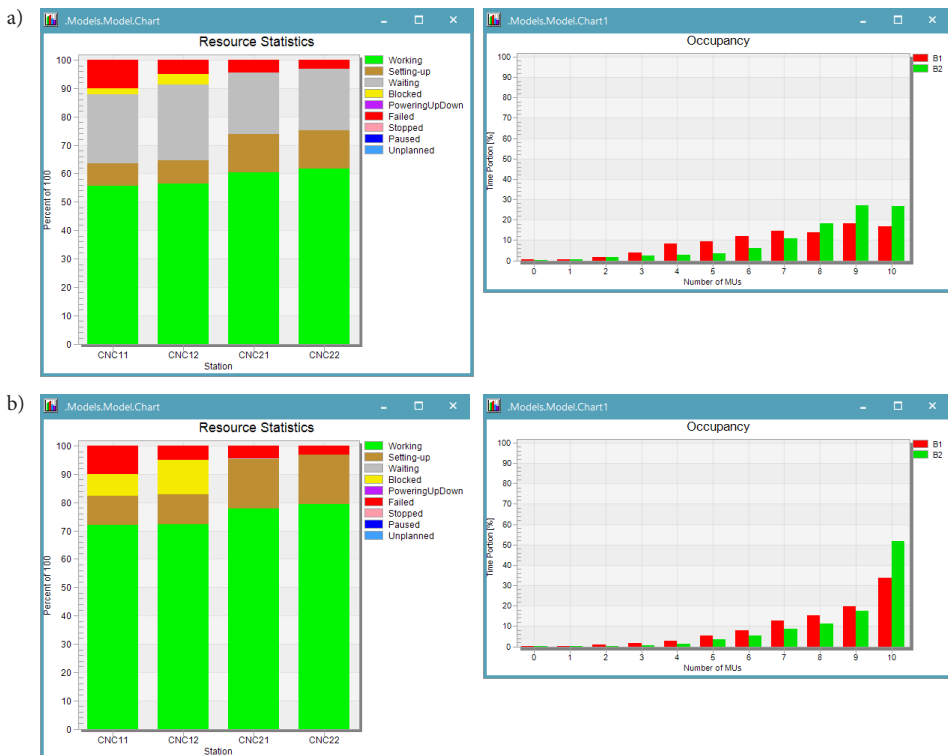 a)
.Models.Model.Chart
Resource Statistics
Percent of 100
100
90
80
70
60
50
40
30
20
10
0
CNC11 CNC12 CNC21 CNC22
Station
Working
Setting-up
Waiting
Blocked
PoweringUpDown
Failed
Stopped
Paused
Unplanned
.Models.Model.Chart1
Occupancy
Time Portion [%]
100
90
80
70
60
50
40
30
20
10
0
0 1 2 3 4 5 6 7 8 9 10
Number of MUs
B1
B2
b)
.Models.Model.Chart
Resource Statistics
Percent of 100
100
90
80
70
60
50
40
30
20
10
0
CNC11 CNC12 CNC21 CNC22
Station
Working
Setting-up
Waiting
Blocked
PoweringUpDown
Failed
Stopped
Paused
Unplanned
.Models.Model.Chart1
Occupancy
Time Portion [%]
100
90
80
70
60
50
40
30
20
10
0
0 1 2 3 4 5 6 7 8 9 10
Number of MUs
B1
B2